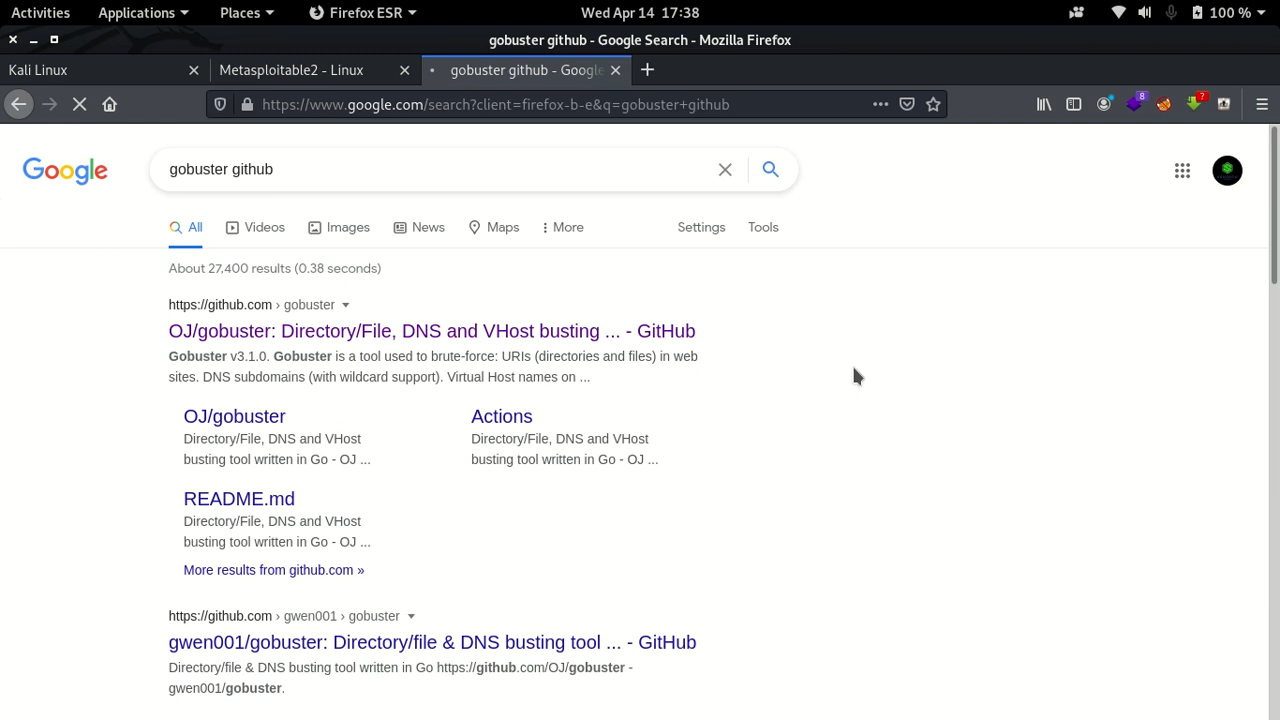 Activities Applications Places Firefox ESR Wed Apr 14 17:38 100 %
gobuster github - Google Search - Mozilla Firefox
Kali Linux Metasploitable2 - Linux gobuster github - Google
https://www.google.com/search?client=firefox-b-e&q=gobuster+github 8 ?
Google gobuster github
All Videos Images News Maps More Settings Tools
About 27,400 results (0.38 seconds)
https://github.com › gobuster
OJ/gobuster: Directory/File, DNS and VHost busting ... - GitHub
Gobuster v3.1.0. Gobuster is a tool used to brute-force: URIs (directories and files) in web
sites. DNS subdomains (with wildcard support). Virtual Host names on ...
OJ/gobuster Actions
Directory/File, DNS and VHost Directory/File, DNS and VHost
busting tool written in Go - OJ ... busting tool written in Go - OJ ...
README.md
Directory/File, DNS and VHost
busting tool written in Go - OJ ...
More results from github.com »
https://github.com › gwen001 › gobuster
gwen001/gobuster: Directory/file & DNS busting tool ... - GitHub
Directory/file & DNS busting tool written in Go https://github.com/OJ/gobuster -
gwen001/gobuster.